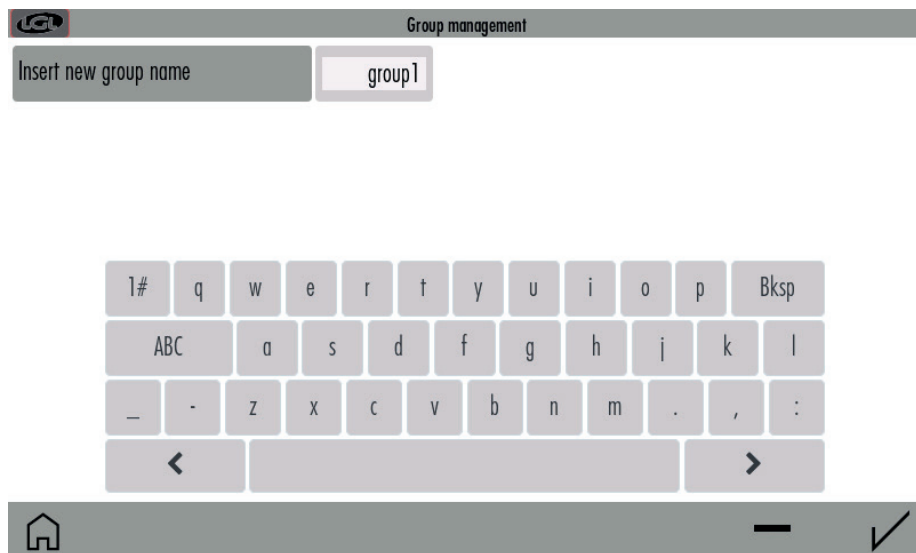 LGL
Group management
Insert new group name
group1
1# q w e r t y u i o p Bksp
ABC a s d f g h j k l
_ - z x c v b n m . , :